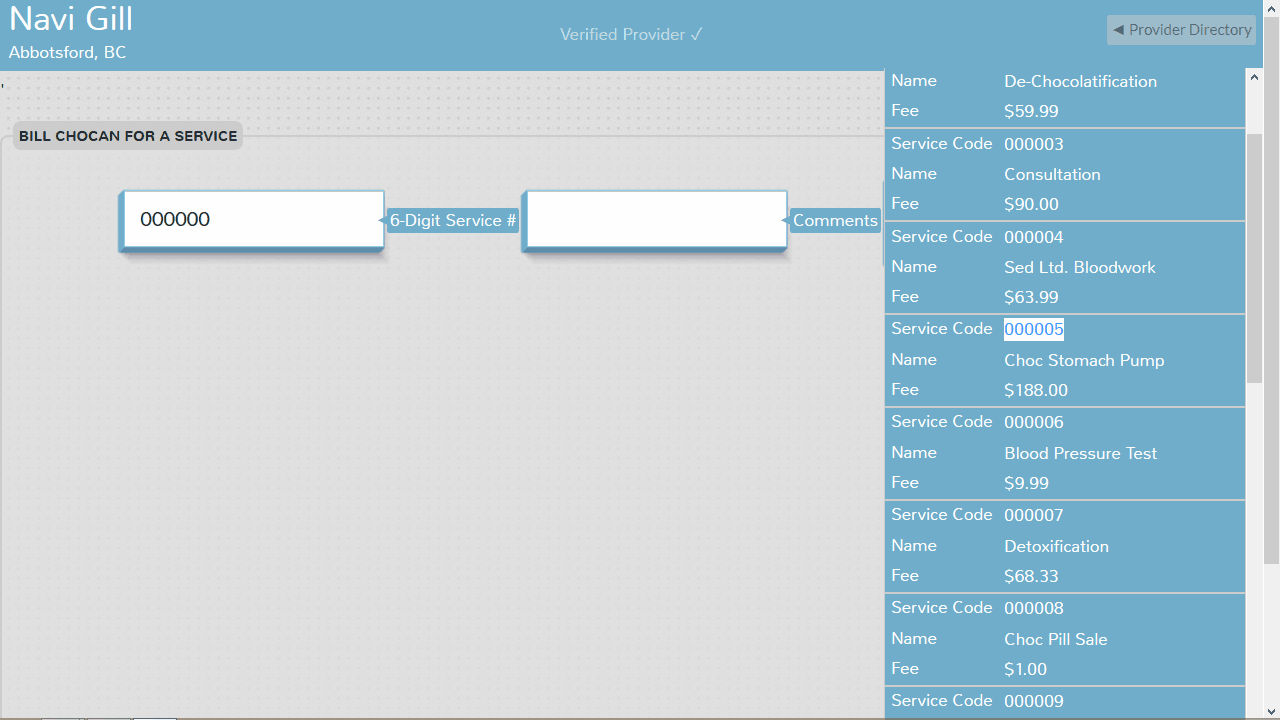 Navi Gill
Abbotsford, BC
Verified Provider ✓
◄ Provider Directory
'
BILL CHOCAN FOR A SERVICE
000000
6-Digit Service #
Comments
Name De-Chocolatification
Fee $59.99
Service Code 000003
Name Consultation
Fee $90.00
Service Code 000004
Name Sed Ltd. Bloodwork
Fee $63.99
Service Code 000005
Name Choc Stomach Pump
Fee $188.00
Service Code 000006
Name Blood Pressure Test
Fee $9.99
Service Code 000007
Name Detoxification
Fee $68.33
Service Code 000008
Name Choc Pill Sale
Fee $1.00
Service Code 000009